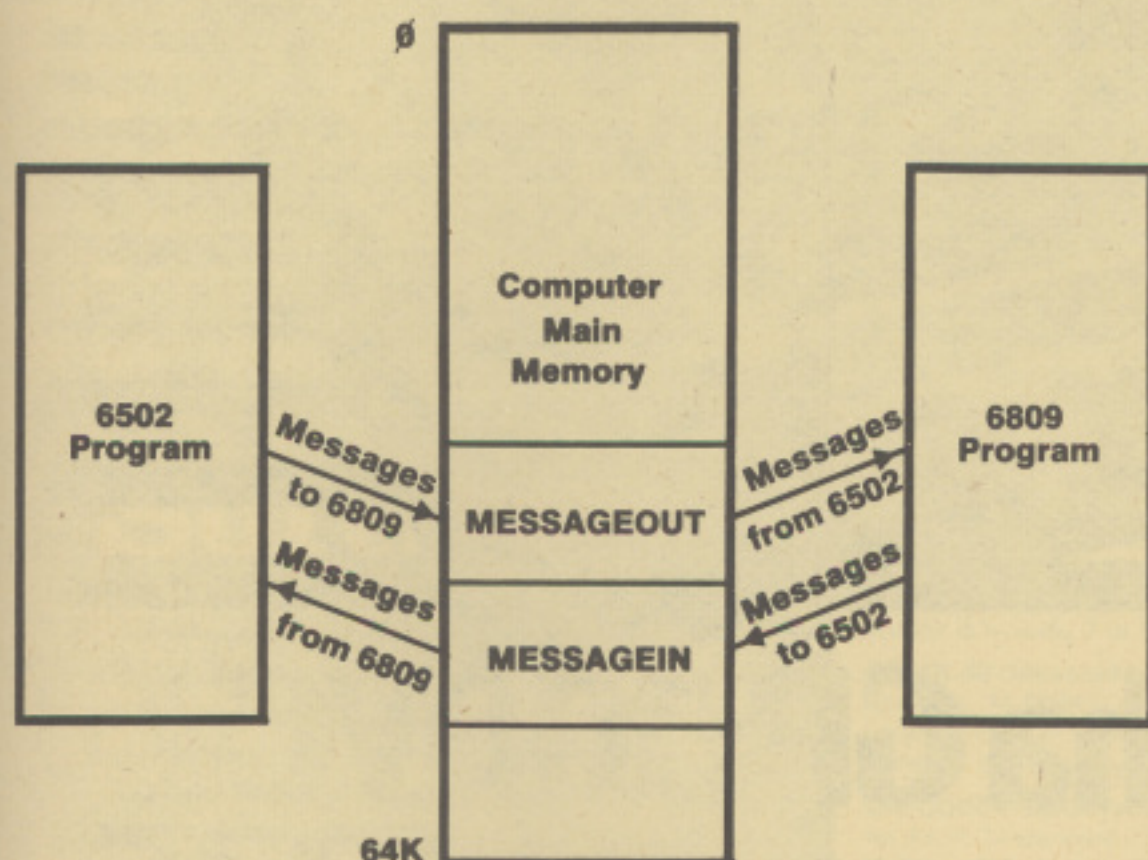 Ø
Computer
Main
Memory
6502
Program
Messages
to 6809
Messages
from 6809
MESSAGEOUT
MESSAGEIN
Messages
from 6502
Messages
to 6502
6809
Program
64K